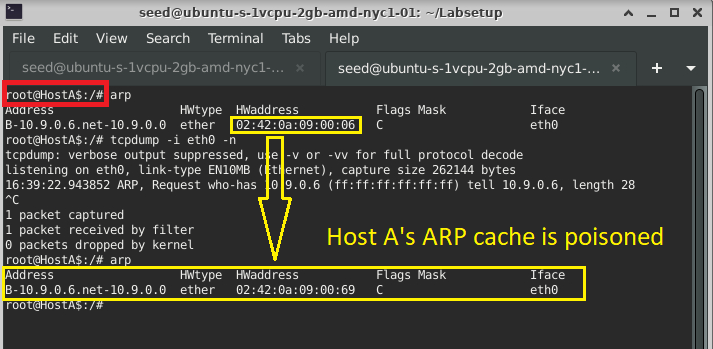 seed@ubuntu-s-1vcpu-2gb-amd-nyc1-01: ~/Labsetup
File Edit View Search Terminal Tabs Help
seed@ubuntu-s-1vcpu-2gb-amd-nyc1-... × seed@ubuntu-s-1vcpu-2gb-amd-nyc1-... ×
root@HostA$:/# arp
Address HWtype HWaddress Flags Mask Iface
B-10.9.0.6.net-10.9.0.0 ether 02:42:0a:09:00:06 C eth0
root@HostA$:/# tcpdump -i eth0 -n
tcpdump: verbose output suppressed, use -v or -vv for full protocol decode
listening on eth0, link-type EN10MB (Ethernet), capture size 262144 bytes
16:39:22.943852 ARP, Request who-has 10.9.0.6 (ff:ff:ff:ff:ff:ff) tell 10.9.0.6, length 28
^C
1 packet captured
1 packet received by filter
0 packets dropped by kernel
Host A's ARP cache is poisoned
root@HostA$:/# arp
Address HWtype HWaddress Flags Mask Iface
B-10.9.0.6.net-10.9.0.0 ether 02:42:0a:09:00:69 C eth0
root@HostA$:/#